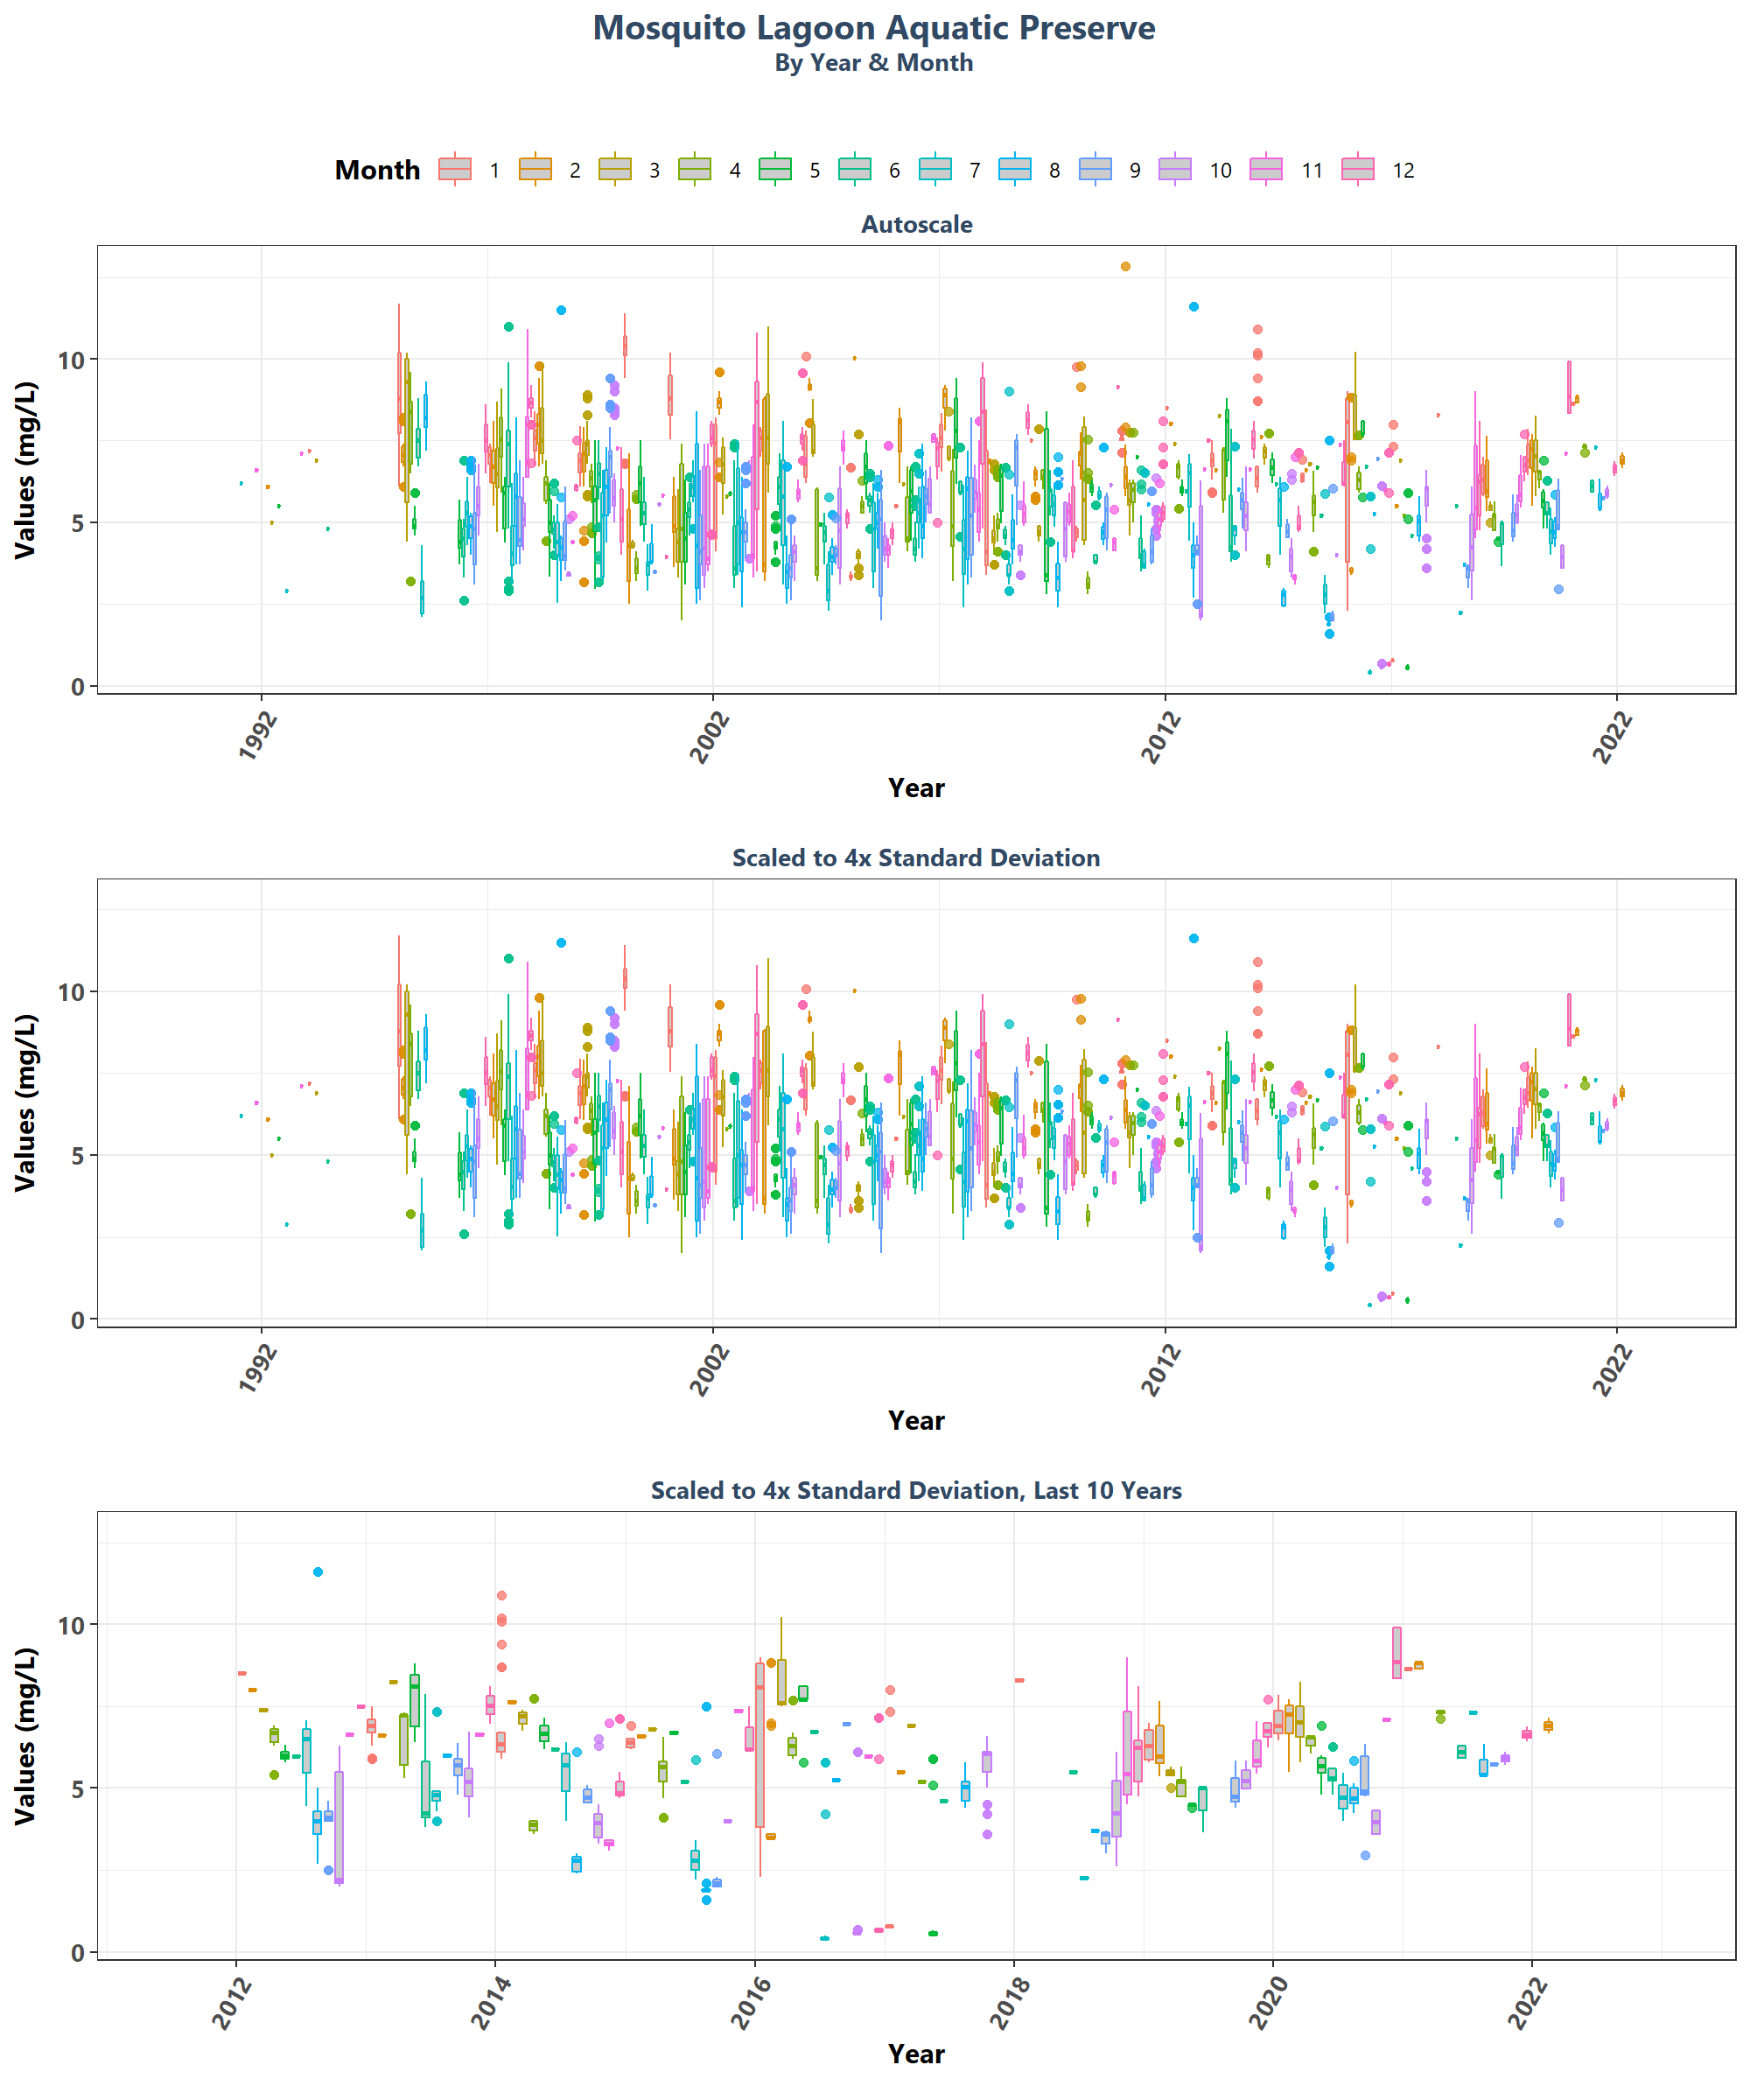 Mosquito Lagoon Aquatic Preserve
By Year & Month
Month 1 2 3 4 5 6 7 8 9 10 11 12
Autoscale
Values (mg/L)
10
5
0
1992 2002 2012 2022
Year
Scaled to 4x Standard Deviation
Values (mg/L)
10
5
0
1992 2002 2012 2022
Year
Scaled to 4x Standard Deviation, Last 10 Years
Values (mg/L)
10
5
0
2012 2014 2016 2018 2020 2022
Year